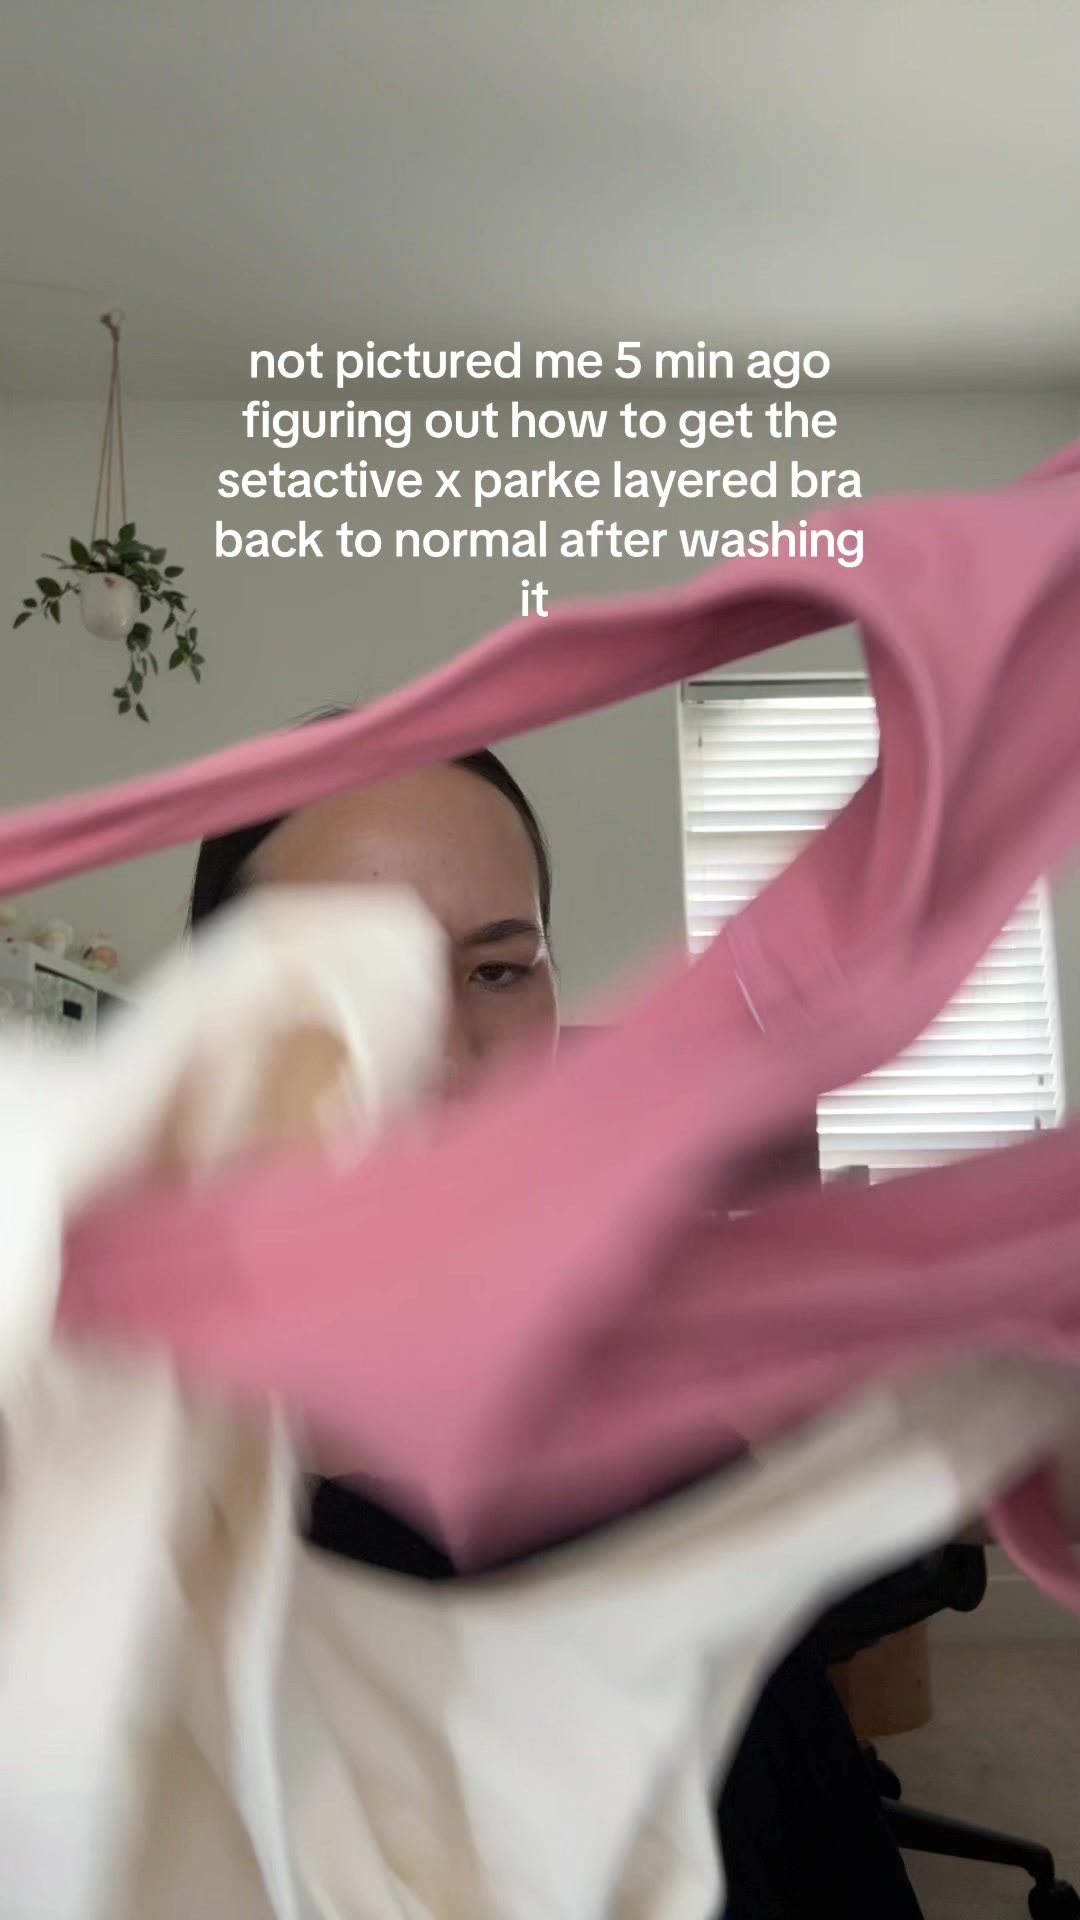 not pictured me 5 min ago
figuring out how to get the
setactive x parke layered bra
back to normal after washing
it